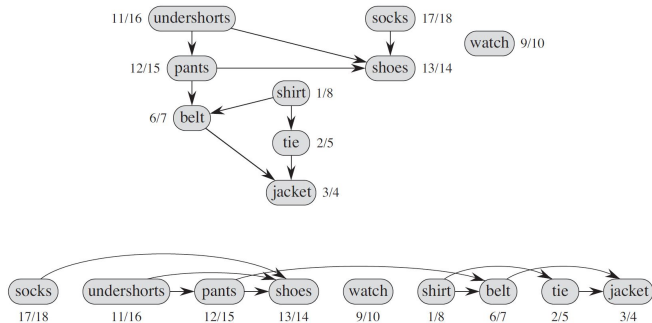 11/16 undershorts socks 17/18
watch 9/10
12/15 pants shoes 13/14
shirt 1/8
6/7 belt
tie 2/5
jacket 3/4
socks undershorts pants shoes watch shirt belt tie jacket
17/18 11/16 12/15 13/14 9/10 1/8 6/7 2/5 3/4